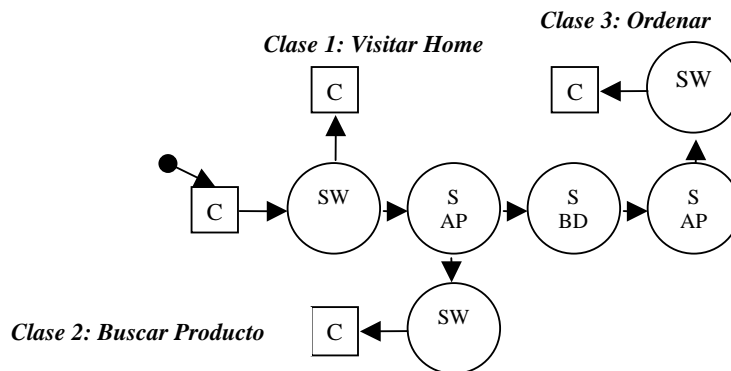 Clase 3: Ordenar
Clase 1: Visitar Home
C
C
SW
C
SW
S
AP
S
BD
S
AP
SW
Clase 2: Buscar Producto
C